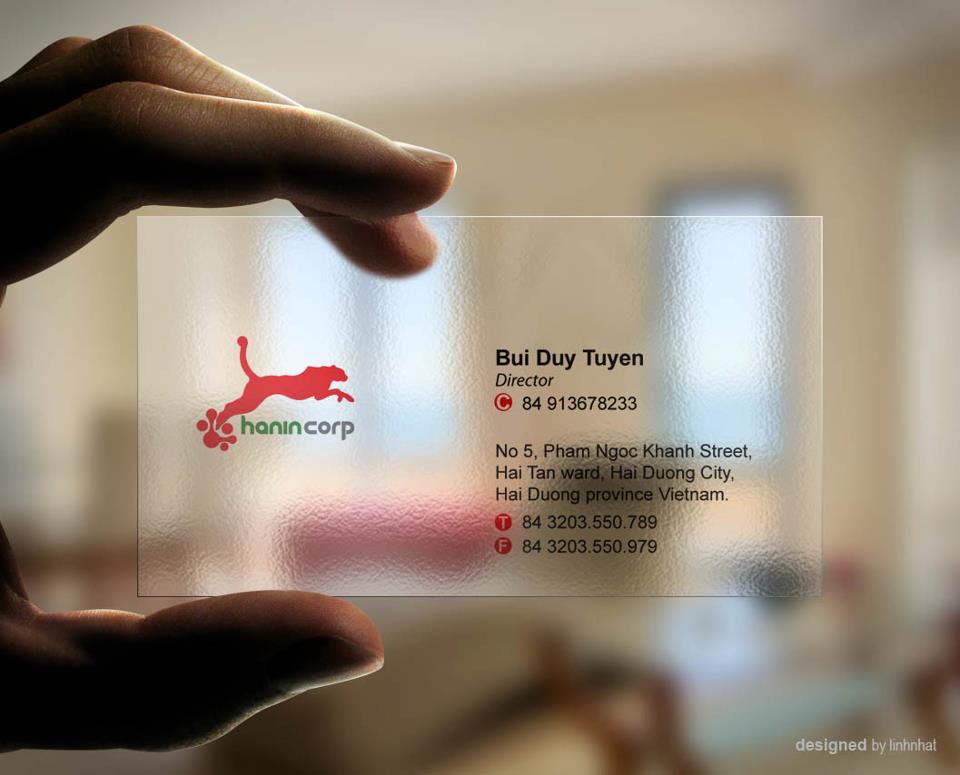 hanincorp
Bui Duy Tuyen
Director
C 84 913678233
No 5, Pham Ngoc Khanh Street,
Hai Tan ward, Hai Duong City,
Hai Duong province Vietnam.
T 84 3203.550.789
F 84 3203.550.979
designed by linhnhat